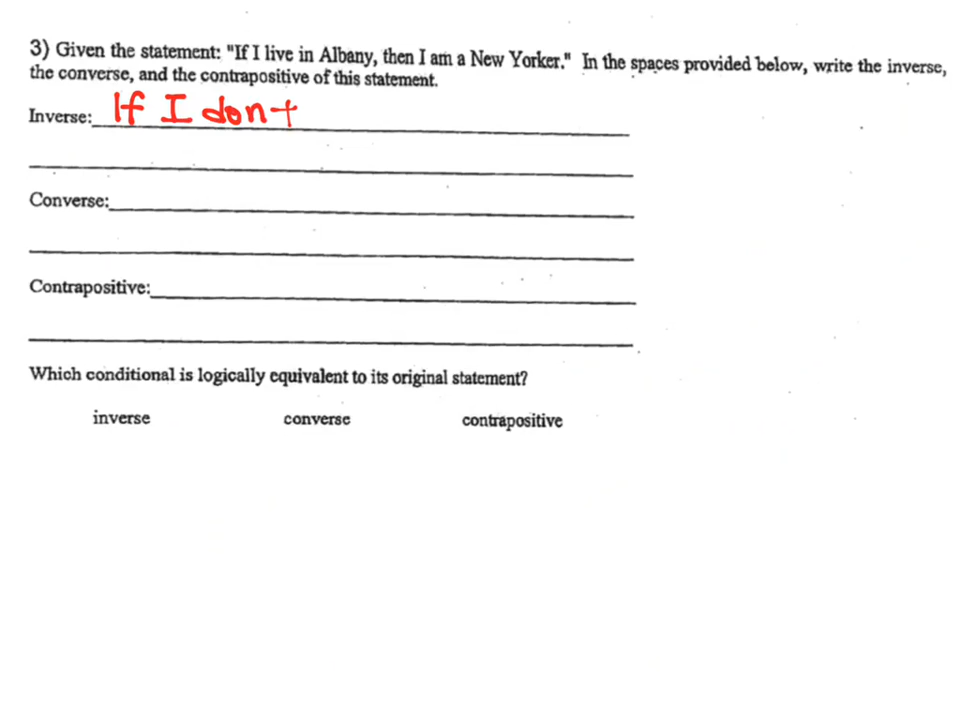 3) Given the statement: "If I live in Albany, then I am a New Yorker." In the spaces provided below, write the inverse,
the converse, and the contrapositive of this statement.
Inverse: If I dont
Converse:
Contrapositive:
Which conditional is logically equivalent to its original statement?
inverse converse contrapositive